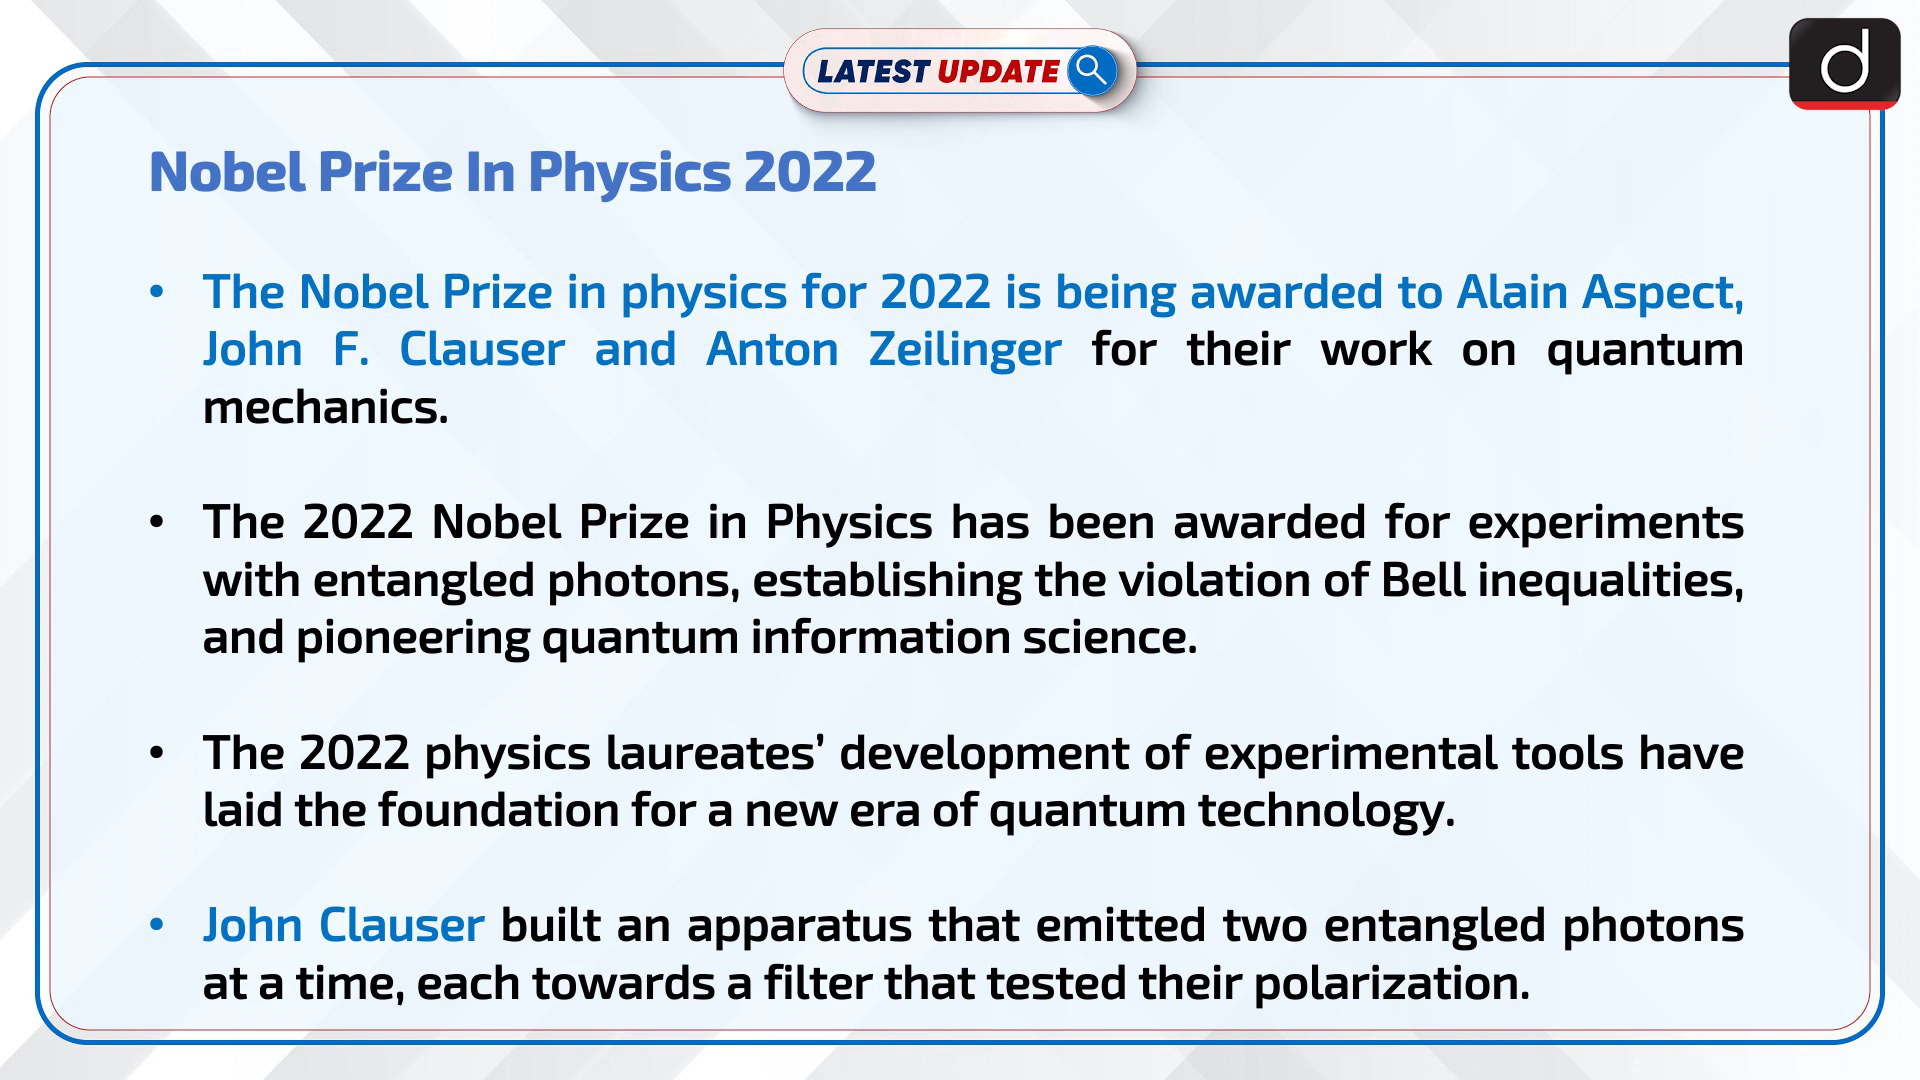 LATEST UPDATE
d
Nobel Prize In Physics 2022
• The Nobel Prize in physics for 2022 is being awarded to Alain Aspect,
John F. Clauser and Anton Zeilinger for their work on quantum
mechanics.
• The 2022 Nobel Prize in Physics has been awarded for experiments
with entangled photons, establishing the violation of Bell inequalities,
and pioneering quantum information science.
• The 2022 physics laureates’ development of experimental tools have
laid the foundation for a new era of quantum technology.
• John Clauser built an apparatus that emitted two entangled photons
at a time, each towards a filter that tested their polarization.